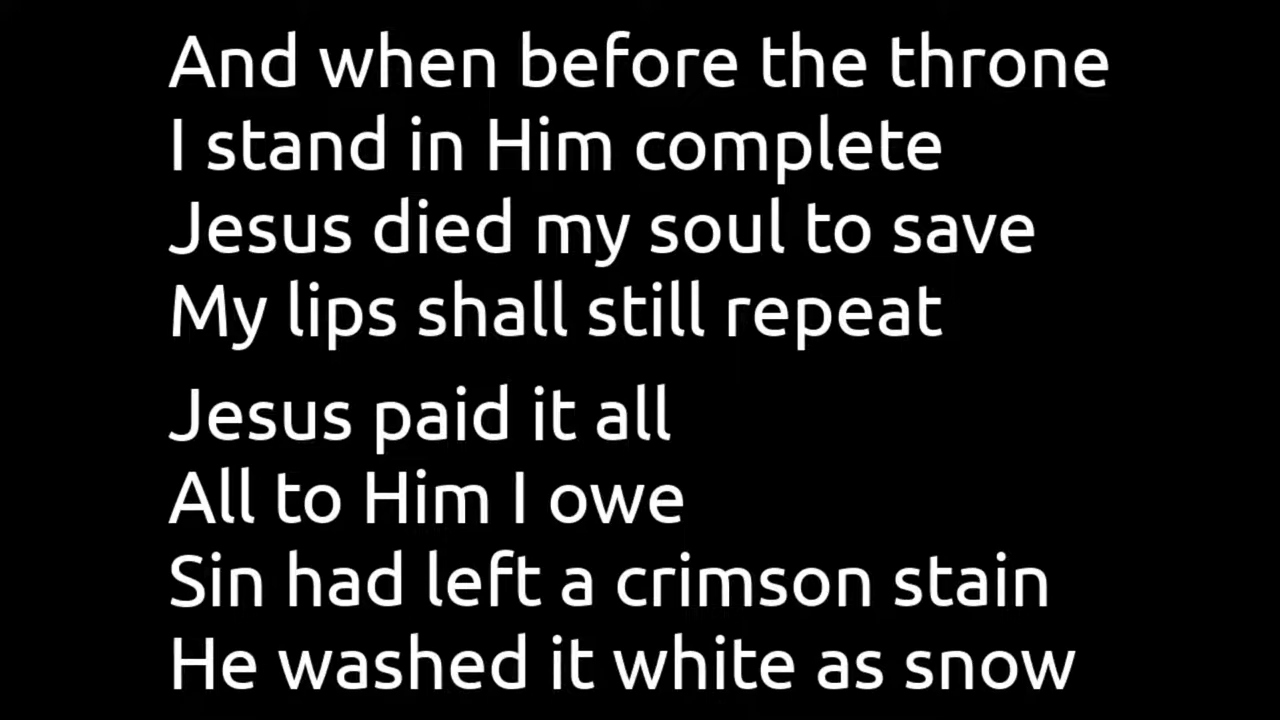 And when before the throne
I stand in Him complete
Jesus died my soul to save
My lips shall still repeat
Jesus paid it all
All to Him I owe
Sin had left a crimson stain
He washed it white as snow